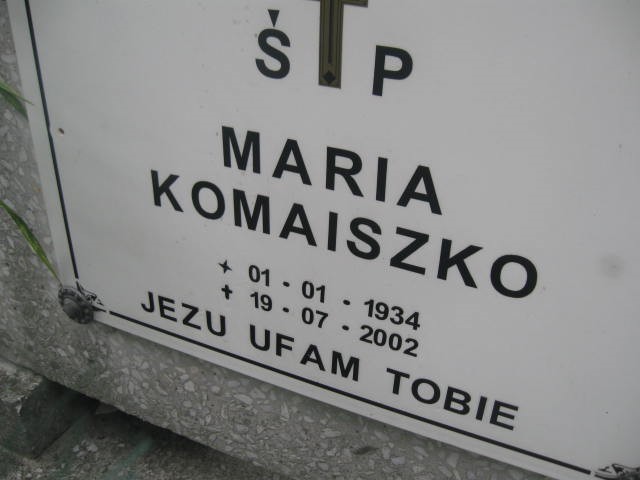 Ś P
MARIA
KOMAISZKO
01 · 01 · 1934
19 · 07 · 2002
JEZU UFAM TOBIE